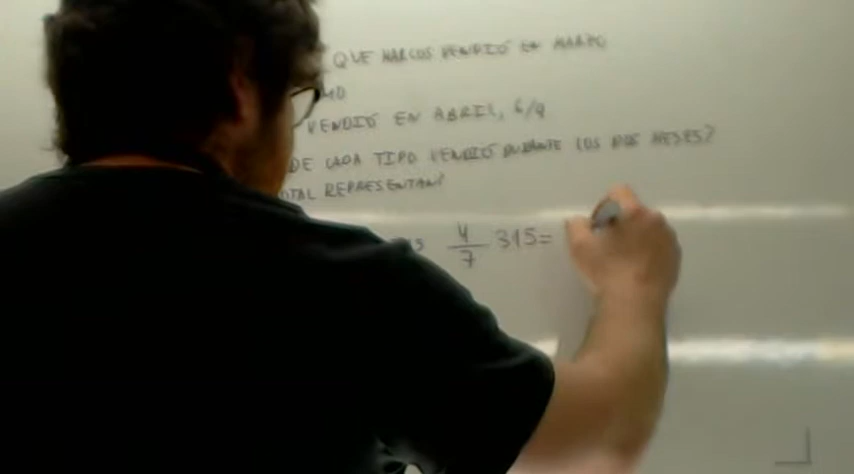 QUE MARCOS VENDIÓ EN MARZO
VENDIÓ EN ABRIL, 6/9
DE CADA TIPO VENDIÓ DURANTE LOS DOS MESES?
REPRESENTAN?
4/7 315=